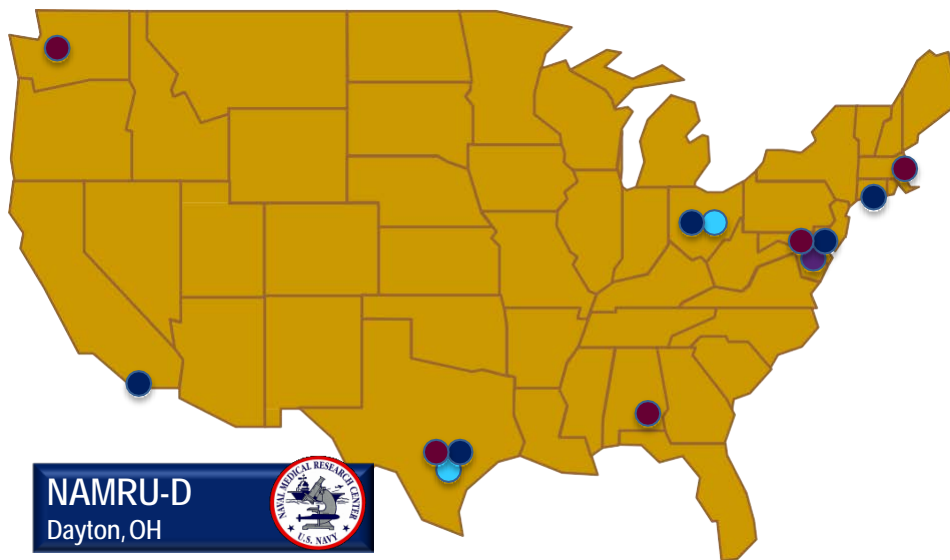 NAMRU-D
Dayton, OH
NAVAL MEDICAL RESEARCH CENTER
U.S. NAVY